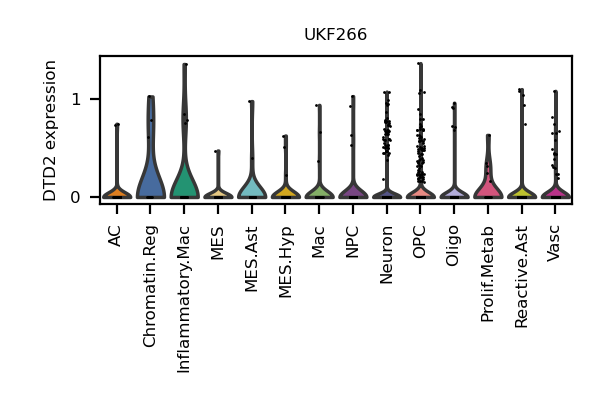 UKF266
DTD2 expression
1
0
AC
Chromatin.Reg
Inflammatory.Mac
MES
MES.Ast
MES.Hyp
Mac
NPC
Neuron
OPC
Oligo
Prolif.Metab
Reactive.Ast
Vasc